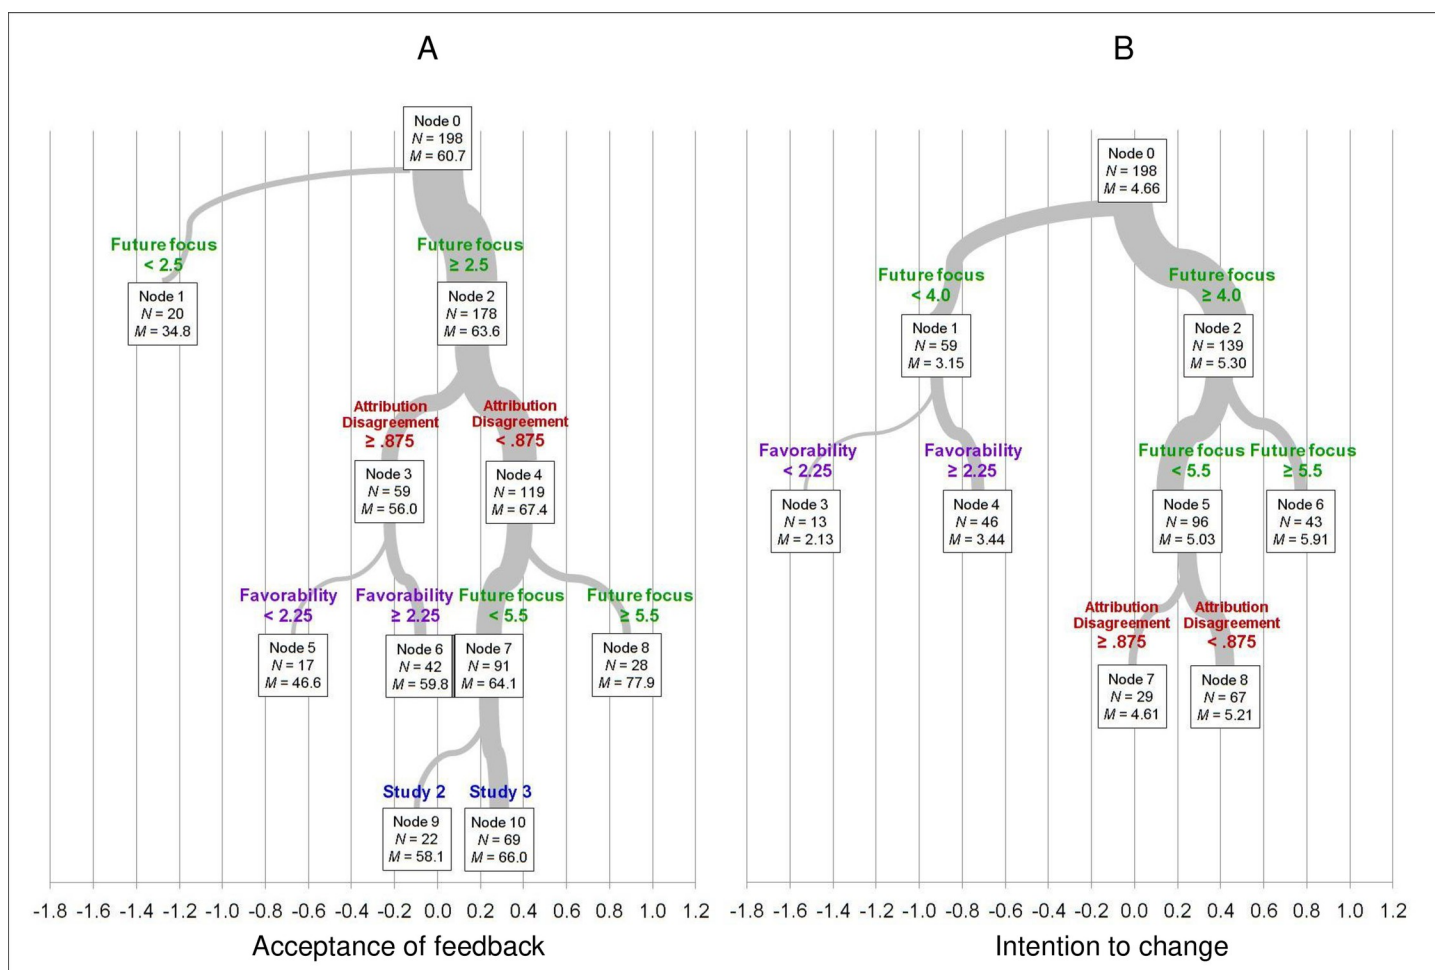 A
Node 0
N = 198
M = 60.7
Future focus
< 2.5
Future focus
≥ 2.5
Node 1
N = 20
M = 34.8
Node 2
N = 178
M = 63.6
Attribution
Disagreement
≥ .875
Attribution
Disagreement
< .875
Node 3
N = 59
M = 56.0
Node 4
N = 119
M = 67.4
Favorability
< 2.25
Favorability
≥ 2.25
Future focus
< 5.5
Future focus
≥ 5.5
Node 5
N = 17
M = 46.6
Node 6
N = 42
M = 59.8
Node 7
N = 91
M = 64.1
Node 8
N = 28
M = 77.9
Study 2
Study 3
Node 9
N = 22
M = 58.1
Node 10
N = 69
M = 66.0
-1.8 -1.6 -1.4 -1.2 -1.0 -0.8 -0.6 -0.4 -0.2 0.0 0.2 0.4 0.6 0.8 1.0 1.2
Acceptance of feedback
B
Node 0
N = 198
M = 4.66
Future focus
< 4.0
Future focus
≥ 4.0
Node 1
N = 59
M = 3.15
Node 2
N = 139
M = 5.30
Favorability
< 2.25
Favorability
≥ 2.25
Future focus
< 5.5
Future focus
≥ 5.5
Node 3
N = 13
M = 2.13
Node 4
N = 46
M = 3.44
Node 5
N = 96
M = 5.03
Node 6
N = 43
M = 5.91
Attribution
Disagreement
≥ .875
Attribution
Disagreement
< .875
Node 7
N = 29
M = 4.61
Node 8
N = 67
M = 5.21
-1.8 -1.6 -1.4 -1.2 -1.0 -0.8 -0.6 -0.4 -0.2 0.0 0.2 0.4 0.6 0.8 1.0 1.2
Intention to change